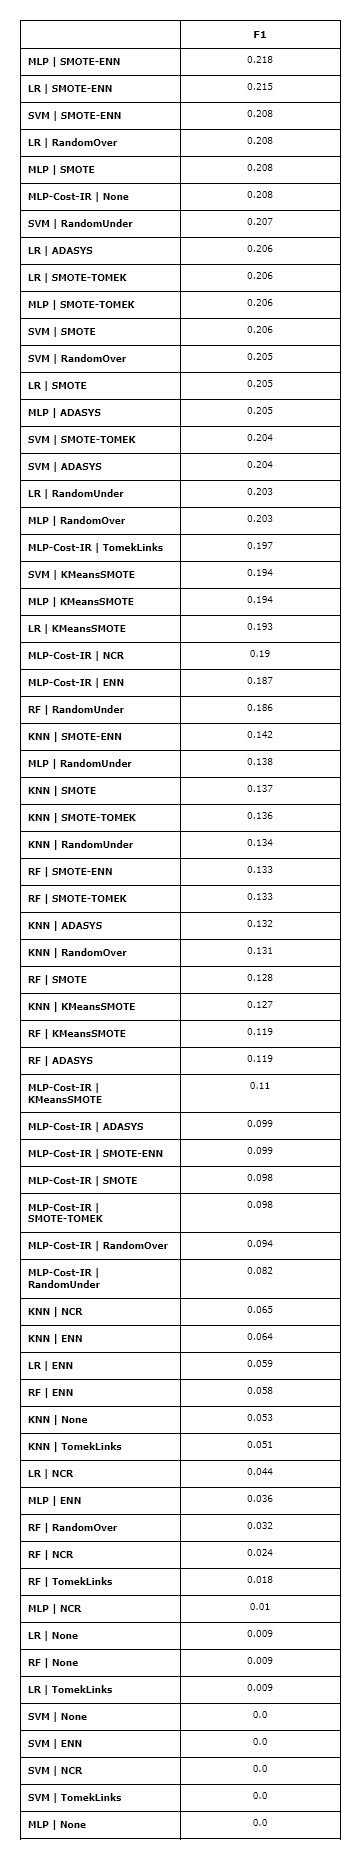 F1
MLP | SMOTE-ENN 0.218
LR | SMOTE-ENN 0.215
SVM | SMOTE-ENN 0.208
LR | RandomOver 0.208
MLP | SMOTE 0.208
MLP-Cost-IR | None 0.208
SVM | RandomUnder 0.207
LR | ADASYS 0.206
LR | SMOTE-TOMEK 0.206
MLP | SMOTE-TOMEK 0.206
SVM | SMOTE 0.206
SVM | RandomOver 0.205
LR | SMOTE 0.205
MLP | ADASYS 0.205
SVM | SMOTE-TOMEK 0.204
SVM | ADASYS 0.204
LR | RandomUnder 0.203
MLP | RandomOver 0.203
MLP-Cost-IR | TomekLinks 0.197
SVM | KMeansSMOTE 0.194
MLP | KMeansSMOTE 0.194
LR | KMeansSMOTE 0.193
MLP-Cost-IR | NCR 0.19
MLP-Cost-IR | ENN 0.187
RF | RandomUnder 0.186
KNN | SMOTE-ENN 0.142
MLP | RandomUnder 0.138
KNN | SMOTE 0.137
KNN | SMOTE-TOMEK 0.136
KNN | RandomUnder 0.134
RF | SMOTE-ENN 0.133
RF | SMOTE-TOMEK 0.133
KNN | ADASYS 0.132
KNN | RandomOver 0.131
RF | SMOTE 0.128
KNN | KMeansSMOTE 0.127
RF | KMeansSMOTE 0.119
RF | ADASYS 0.119
MLP-Cost-IR | 0.11
KMeansSMOTE
MLP-Cost-IR | ADASYS 0.099
MLP-Cost-IR | SMOTE-ENN 0.099
MLP-Cost-IR | SMOTE 0.098
MLP-Cost-IR | 0.098
SMOTE-TOMEK
MLP-Cost-IR | RandomOver 0.094
MLP-Cost-IR | 0.082
RandomUnder
KNN | NCR 0.065
KNN | ENN 0.064
LR | ENN 0.059
RF | ENN 0.058
KNN | None 0.053
KNN | TomekLinks 0.051
LR | NCR 0.044
MLP | ENN 0.036
RF | RandomOver 0.032
RF | NCR 0.024
RF | TomekLinks 0.018
MLP | NCR 0.01
LR | None 0.009
RF | None 0.009
LR | TomekLinks 0.009
SVM | None 0.0
SVM | ENN 0.0
SVM | NCR 0.0
SVM | TomekLinks 0.0
MLP | None 0.0